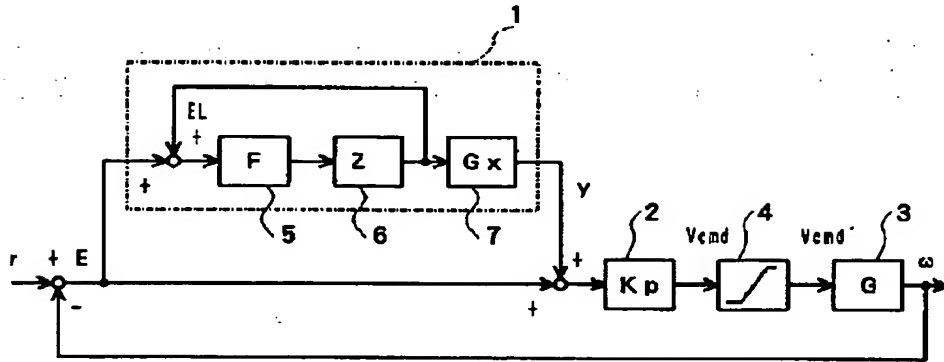 1
EL
+
+
F
Z
Gx
5
6
7
Y
2
Vcmd
4
Vcmd'
3
r
+
E
-
+
+
Kp
G
ω